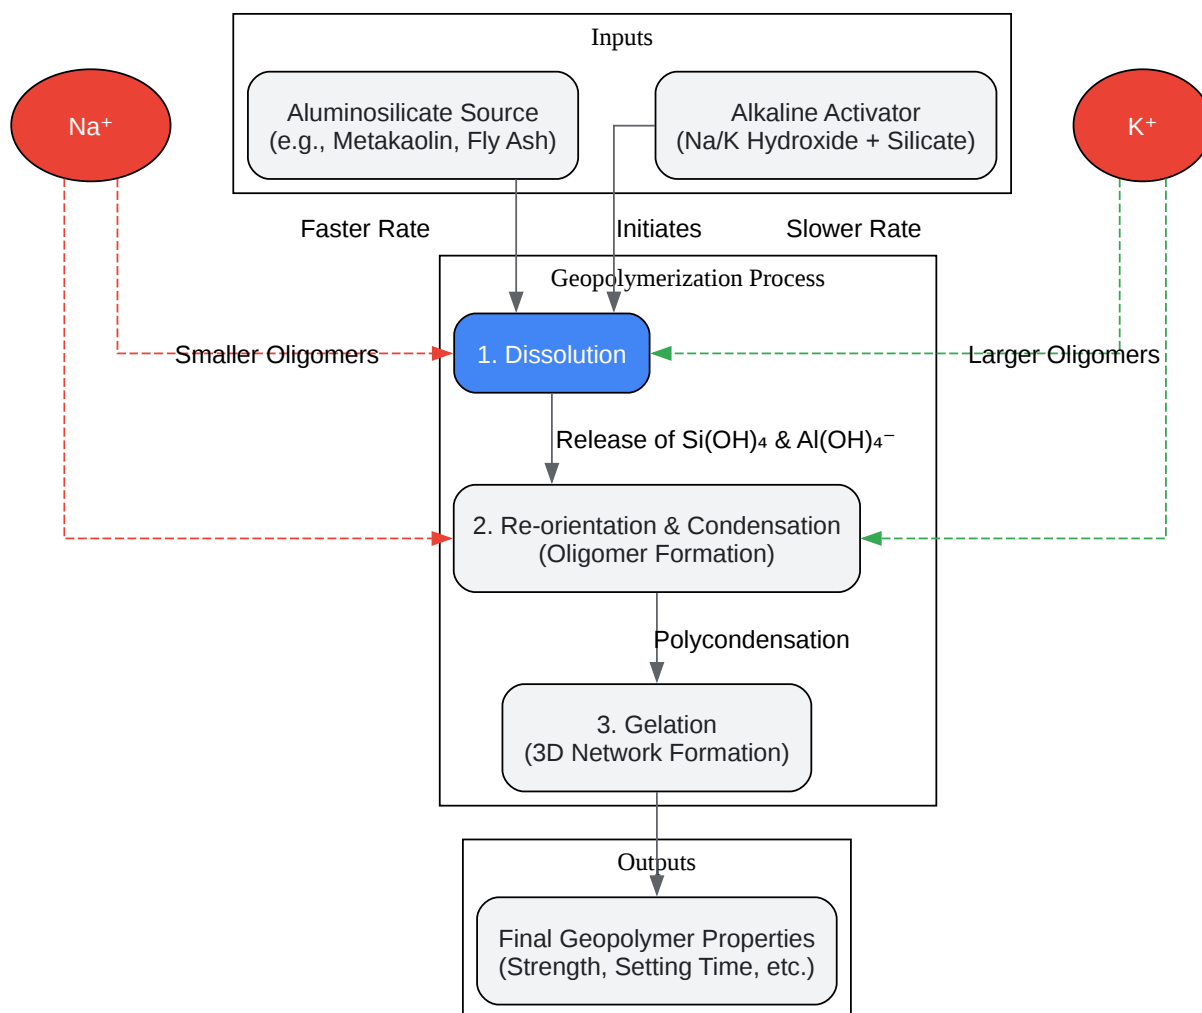 Inputs
Na⁺
Aluminosilicate Source
(e.g., Metakaolin, Fly Ash)
Alkaline Activator
(Na/K Hydroxide + Silicate)
K⁺
Faster Rate
Initiates
Slower Rate
Geopolymerization Process
Smaller Oligomers
1. Dissolution
Larger Oligomers
Release of Si(OH)₄ & Al(OH)₄⁻
2. Re-orientation & Condensation
(Oligomer Formation)
Polycondensation
3. Gelation
(3D Network Formation)
Outputs
Final Geopolymer Properties
(Strength, Setting Time, etc.)